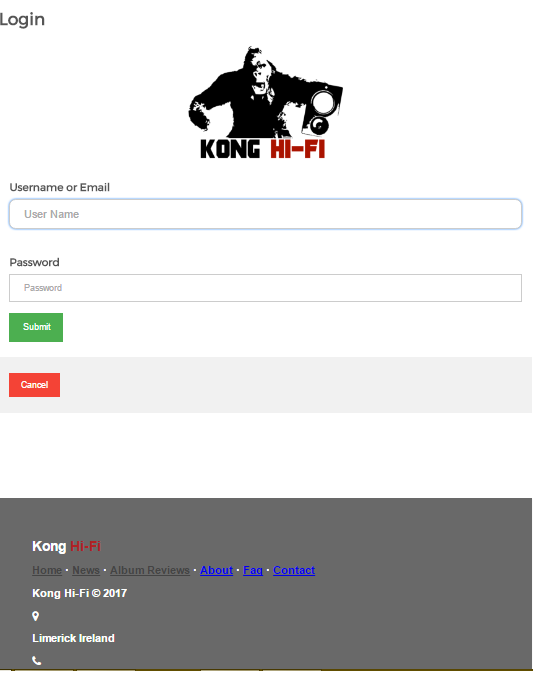 Login
KONG HI-FI
Username or Email
User Name
Password
Password
Submit
Cancel
Kong Hi-Fi
Home · News · Album Reviews · About · Faq · Contact
Kong Hi-Fi © 2017
Limerick Ireland